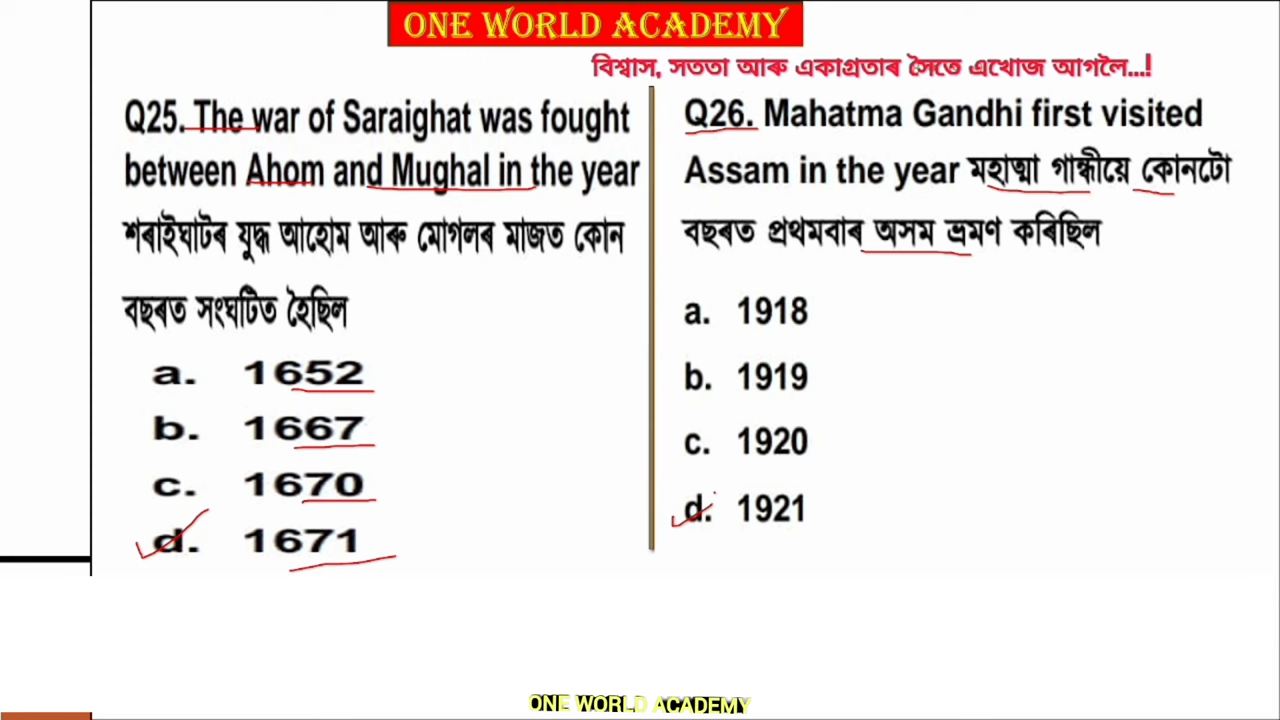 ONE WORLD ACADEMY
বিশ্বাস, সততা আৰু একাগ্ৰতাৰ সৈতে এখোজ আগলৈ...!
Q25. The war of Saraighat was fought
between Ahom and Mughal in the year
শৰাইঘাটৰ যুদ্ধ আহোম আৰু মোগলৰ মাজত কোন
বছৰত সংঘটিত হৈছিল
a. 1652
b. 1667
c. 1670
d. 1671
Q26. Mahatma Gandhi first visited
Assam in the year মহাত্মা গান্ধীয়ে কোনটো
বছৰত প্ৰথমবাৰ অসম ভ্ৰমণ কৰিছিল
a. 1918
b. 1919
c. 1920
d. 1921
ONE WORLD ACADEMY